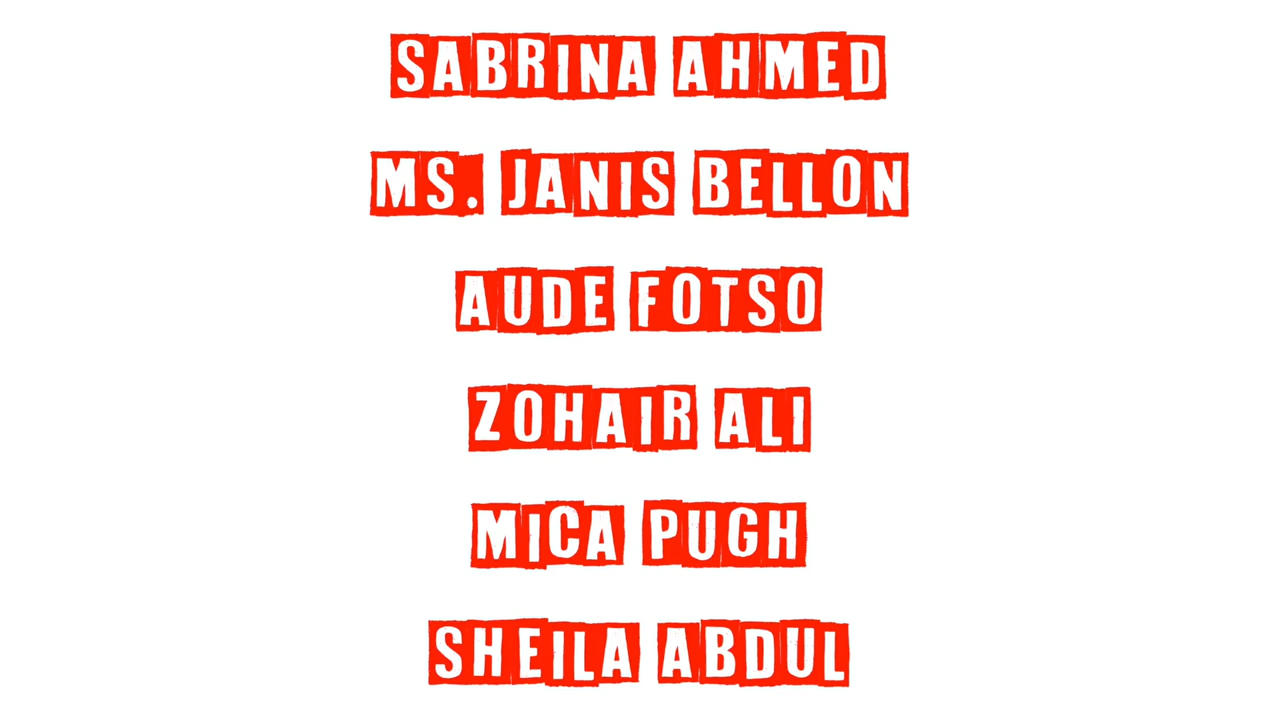 SABRINA AHMED
MS. JANIS BELLON
AUDE FOTSO
ZOHAIR ALI
MICA PUGH
SHEILA ABDUL